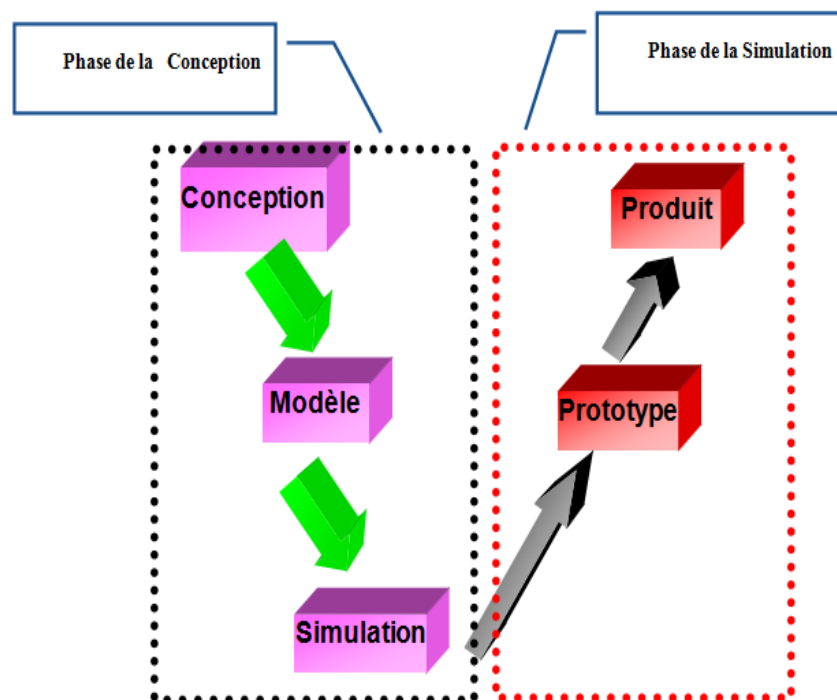 Phase de la Conception
Phase de la Simulation
Conception
Modèle
Simulation
Produit
Prototype